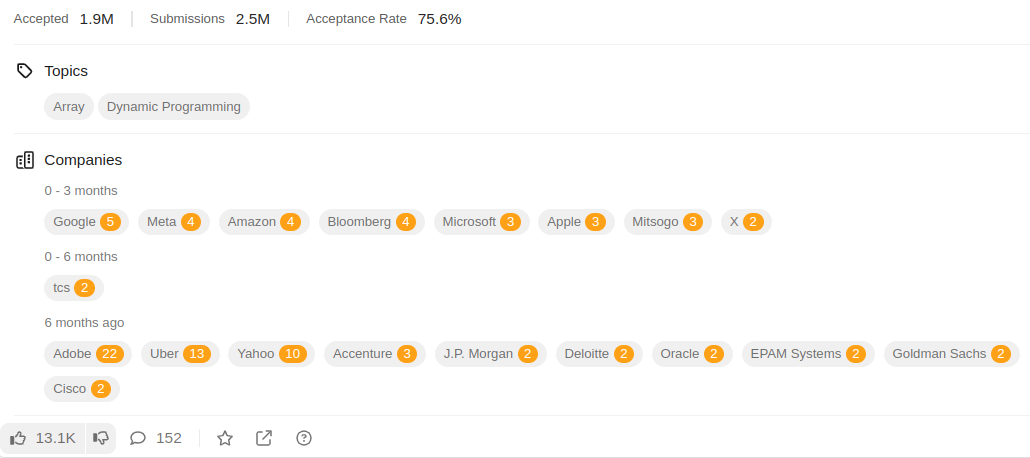 Accepted 1.9M Submissions 2.5M Acceptance Rate 75.6%
Topics
Array Dynamic Programming
Companies
0 - 3 months
Google 5 Meta 4 Amazon 4 Bloomberg 4 Microsoft 3 Apple 3 Mitsogo 3 X 2
0 - 6 months
tcs 2
6 months ago
Adobe 22 Uber 13 Yahoo 10 Accenture 3 J.P. Morgan 2 Deloitte 2 Oracle 2 EPAM Systems 2 Goldman Sachs 2
Cisco 2
13.1K 152